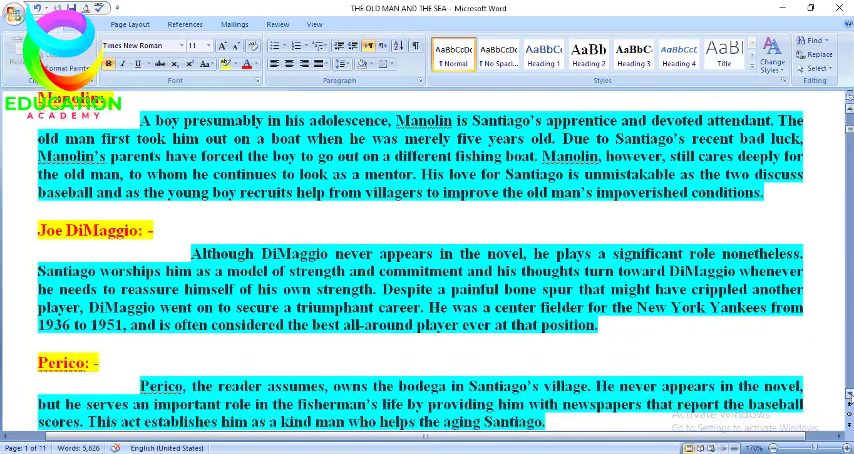 THE OLD MAN AND THE SEA - Microsoft Word
Page Layout References Mailings Review View
Times New Roman 11
Format Painter
Font Paragraph Styles Editing
AaBbCcDc AaBbCcDc AaBbC AaBb AaBbC AaBbCcL AaBl
¶ Normal ¶ No Spaci... Heading 1 Heading 2 Heading 3 Heading 4 Title
Change Styles
Find
Replace
Select
EDUCATION
ACADEMY
Manolin:
A boy presumably in his adolescence, Manolin is Santiago's apprentice and devoted attendant. The
old man first took him out on a boat when he was merely five years old. Due to Santiago's recent bad luck,
Manolin's parents have forced the boy to go out on a different fishing boat. Manolin, however, still cares deeply for
the old man, to whom he continues to look as a mentor. His love for Santiago is unmistakable as the two discuss
baseball and as the young boy recruits help from villagers to improve the old man's impoverished conditions.
Joe DiMaggio: -
Although DiMaggio never appears in the novel, he plays a significant role nonetheless.
Santiago worships him as a model of strength and commitment and his thoughts turn toward DiMaggio whenever
he needs to reassure himself of his own strength. Despite a painful bone spur that might have crippled another
player, DiMaggio went on to secure a triumphant career. He was a center fielder for the New York Yankees from
1936 to 1951, and is often considered the best all-around player ever at that position.
Perico: -
Perico, the reader assumes, owns the bodega in Santiago's village. He never appears in the novel,
but he serves an important role in the fisherman's life by providing him with newspapers that report the baseball
scores. This act establishes him as a kind man who helps the aging Santiago.
Activate Windows
Go to Settings to activate Windows.
Page: 1 of 11 Words: 5,826 English (United States) 170%